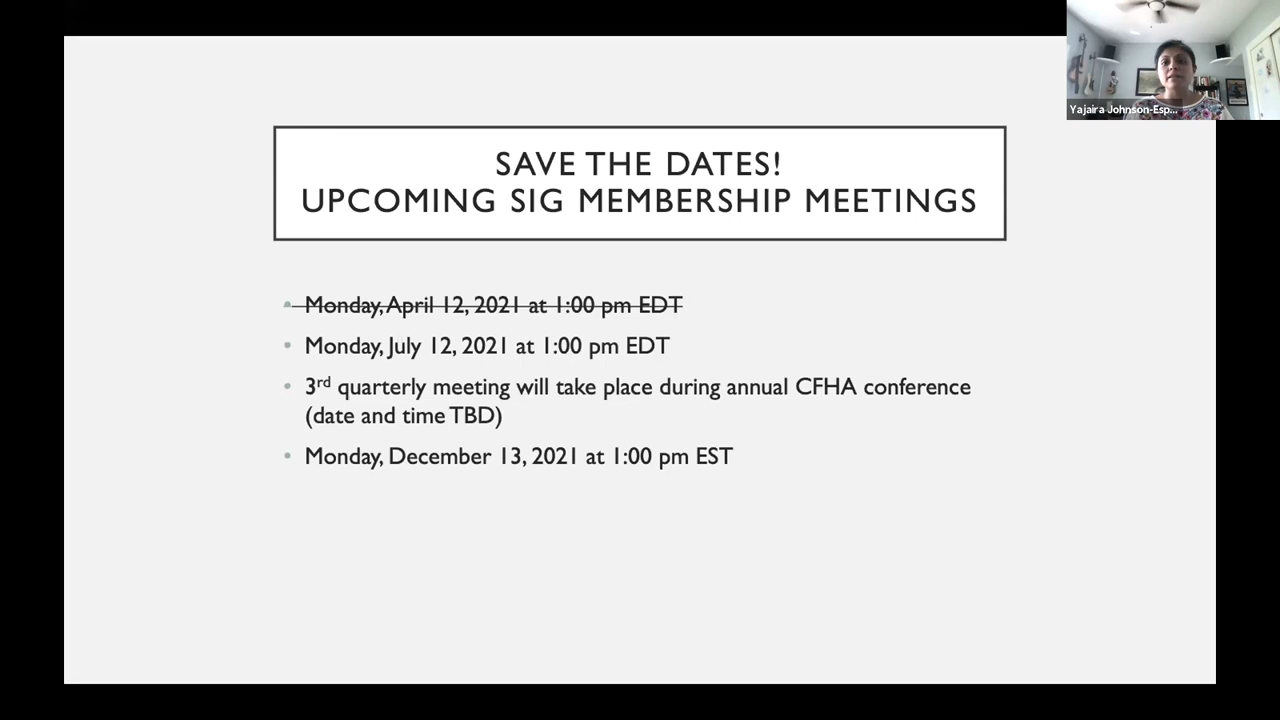 SAVE THE DATES!
UPCOMING SIG MEMBERSHIP MEETINGS
• Monday, April 12, 2021 at 1:00 pm EDT
• Monday, July 12, 2021 at 1:00 pm EDT
• 3rd quarterly meeting will take place during annual CFHA conference
(date and time TBD)
• Monday, December 13, 2021 at 1:00 pm EST
Yajaira Johnson-Esp...